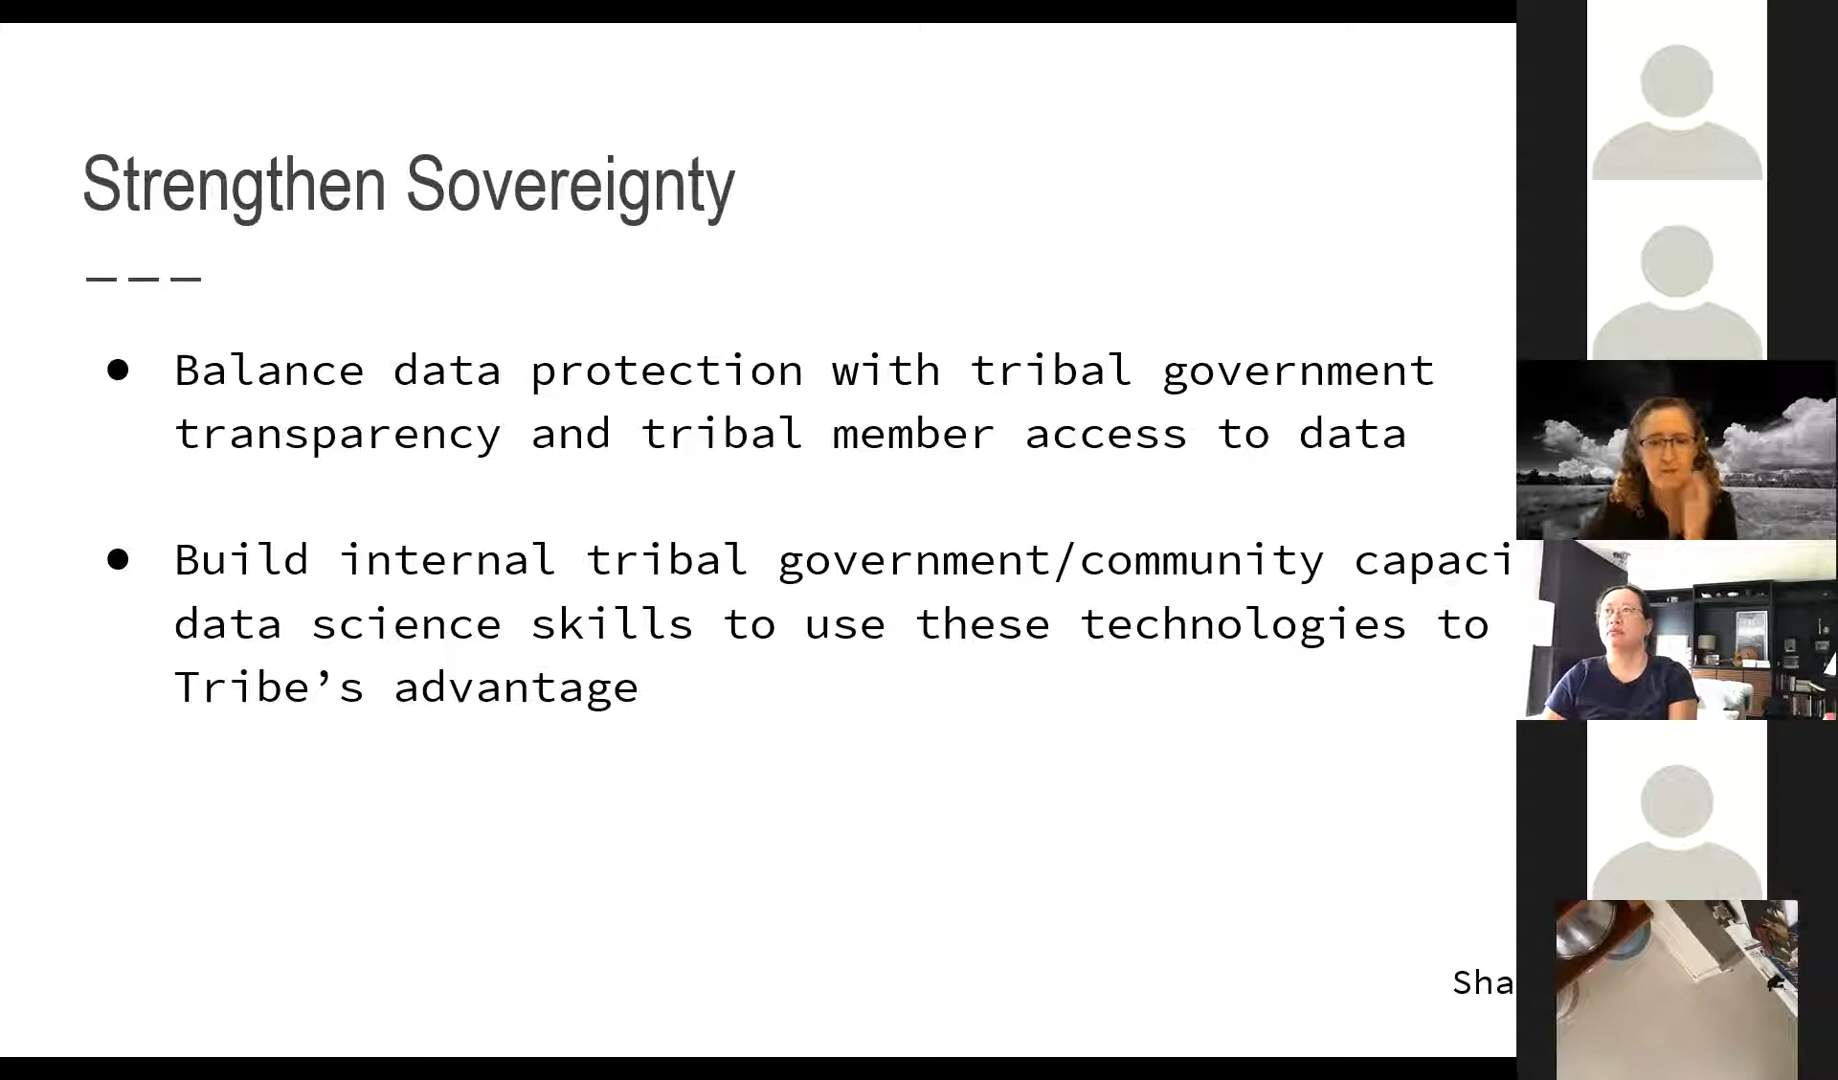 Strengthen Sovereignty
● Balance data protection with tribal government
transparency and tribal member access to data
● Build internal tribal government/community capaci
data science skills to use these technologies to
Tribe’s advantage
Sha